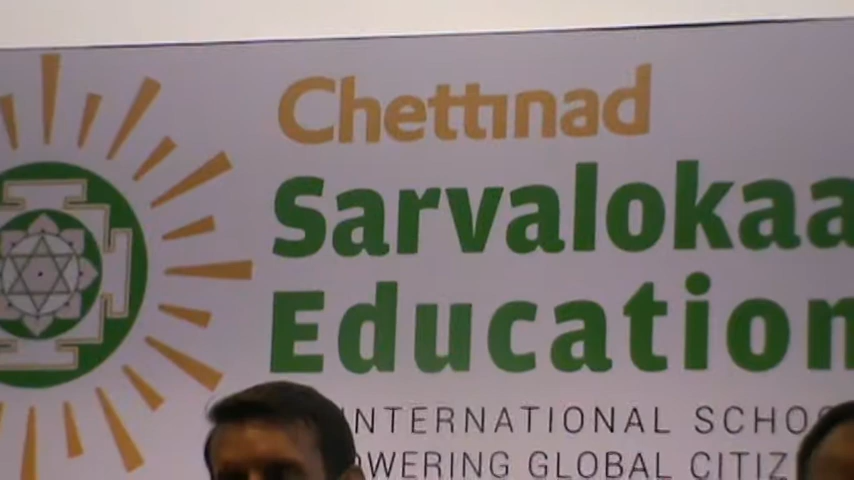 Chettinad
Sarvalokaa
Education
INTERNATIONAL
GLOBAL